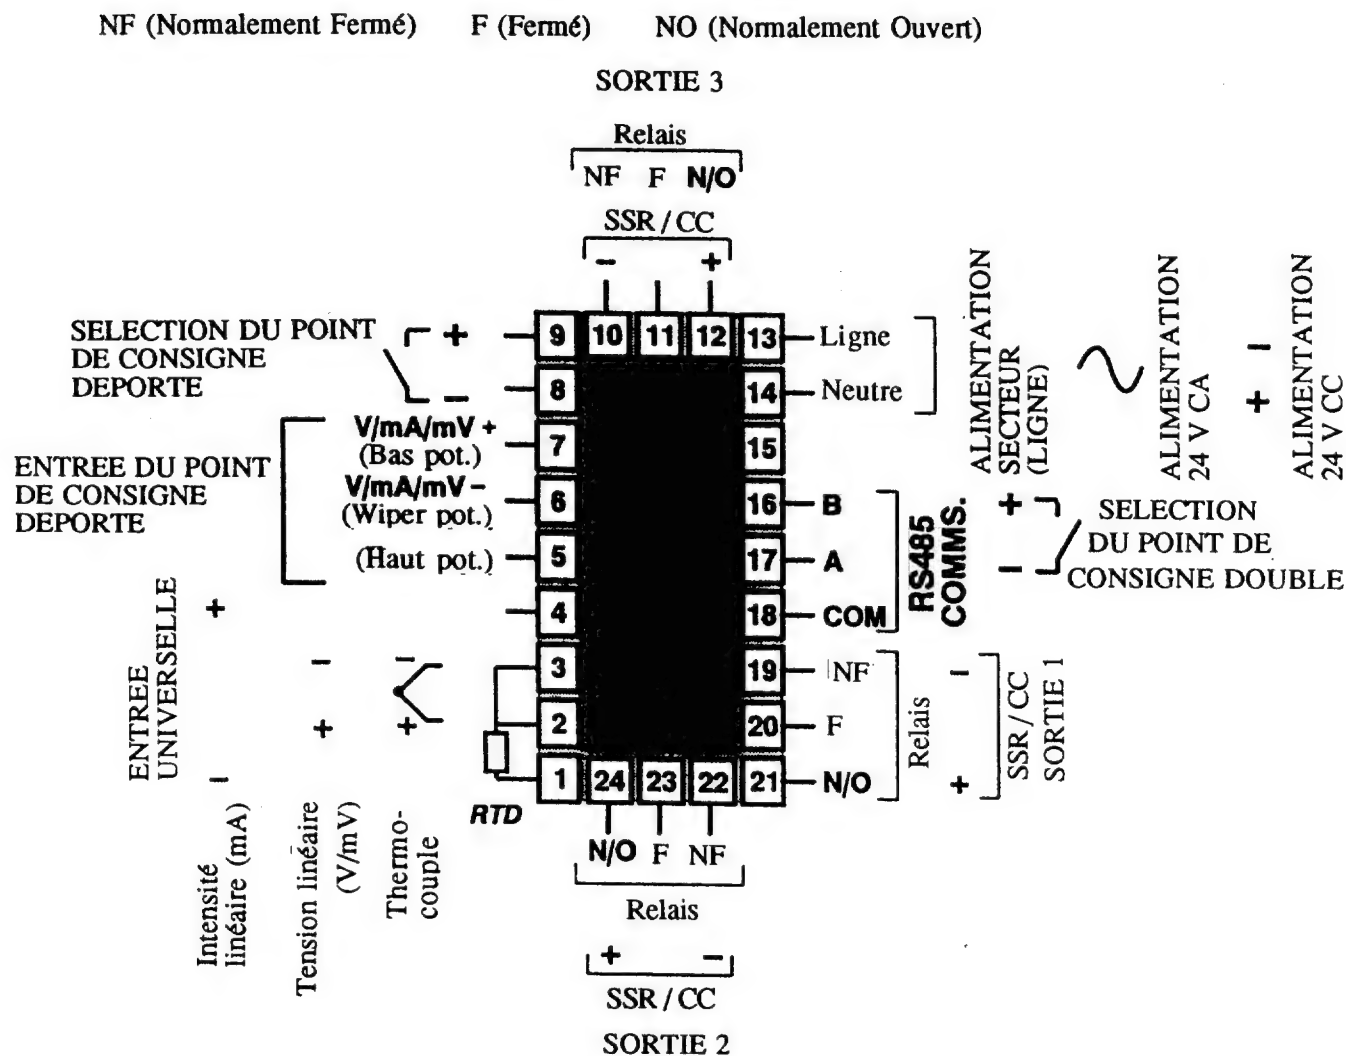 NF (Normalement Fermé) F (Fermé) NO (Normalement Ouvert)
SORTIE 3
Relais
NF F N/O
SSR / CC
− +
SELECTION DU POINT
DE CONSIGNE
DEPORTE
+
−
9 10 11 12 13
Ligne
8
14
Neutre
ENTREE DU POINT
DE CONSIGNE
DEPORTE
V/mA/mV +
(Bas pot.)
7
V/mA/mV −
(Wiper pot.)
6
(Haut pot.)
5
4
3
2
1
15
16
B
17
A
18
COM
19
NF
20
F
21
N/O
ALIMENTATION
SECTEUR
(LIGNE)
ALIMENTATION
24 V CA
−
+
ALIMENTATION
24 V CC
RS485
COMMS.
+
−
SELECTION
DU POINT DE
CONSIGNE DOUBLE
Relais
−
+
SSR / CC
SORTIE 1
ENTREE
UNIVERSELLE
+
−
Intensité
linéaire (mA)
−
+
Tension linéaire
(V/mV)
−
+
Thermo-
couple
RTD
24 23 22
N/O F NF
Relais
+ −
SSR / CC
SORTIE 2